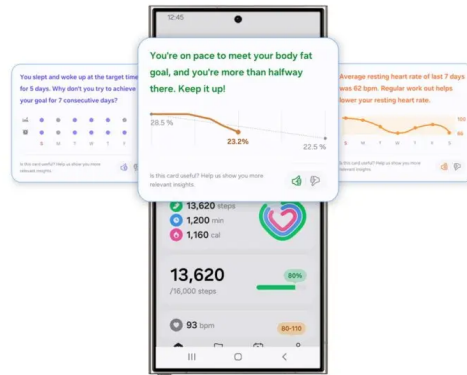 12:45
You're on pace to meet your body fat
goal, and you're more than halfway
there. Keep it up!
28.5 %
23.2%
22.5 %
Is this card useful? Help us show you more
relevant insights.
You slept and woke up at the target time
for 5 days. Why don't you try to achieve
your goal for 7 consecutive days?
S M T W T F
Is this card useful? Help us show you more
relevant insights.
Average resting heart rate of last 7 days
was 62 bpm. Regular work out helps
lower your resting heart rate.
100
S M T W T F S
Is this card useful? Help us show you more
relevant insights.
13,620 steps
1,200 min
1,160 cal
13,620
/16,000 steps
80%
93 bpm
80-110